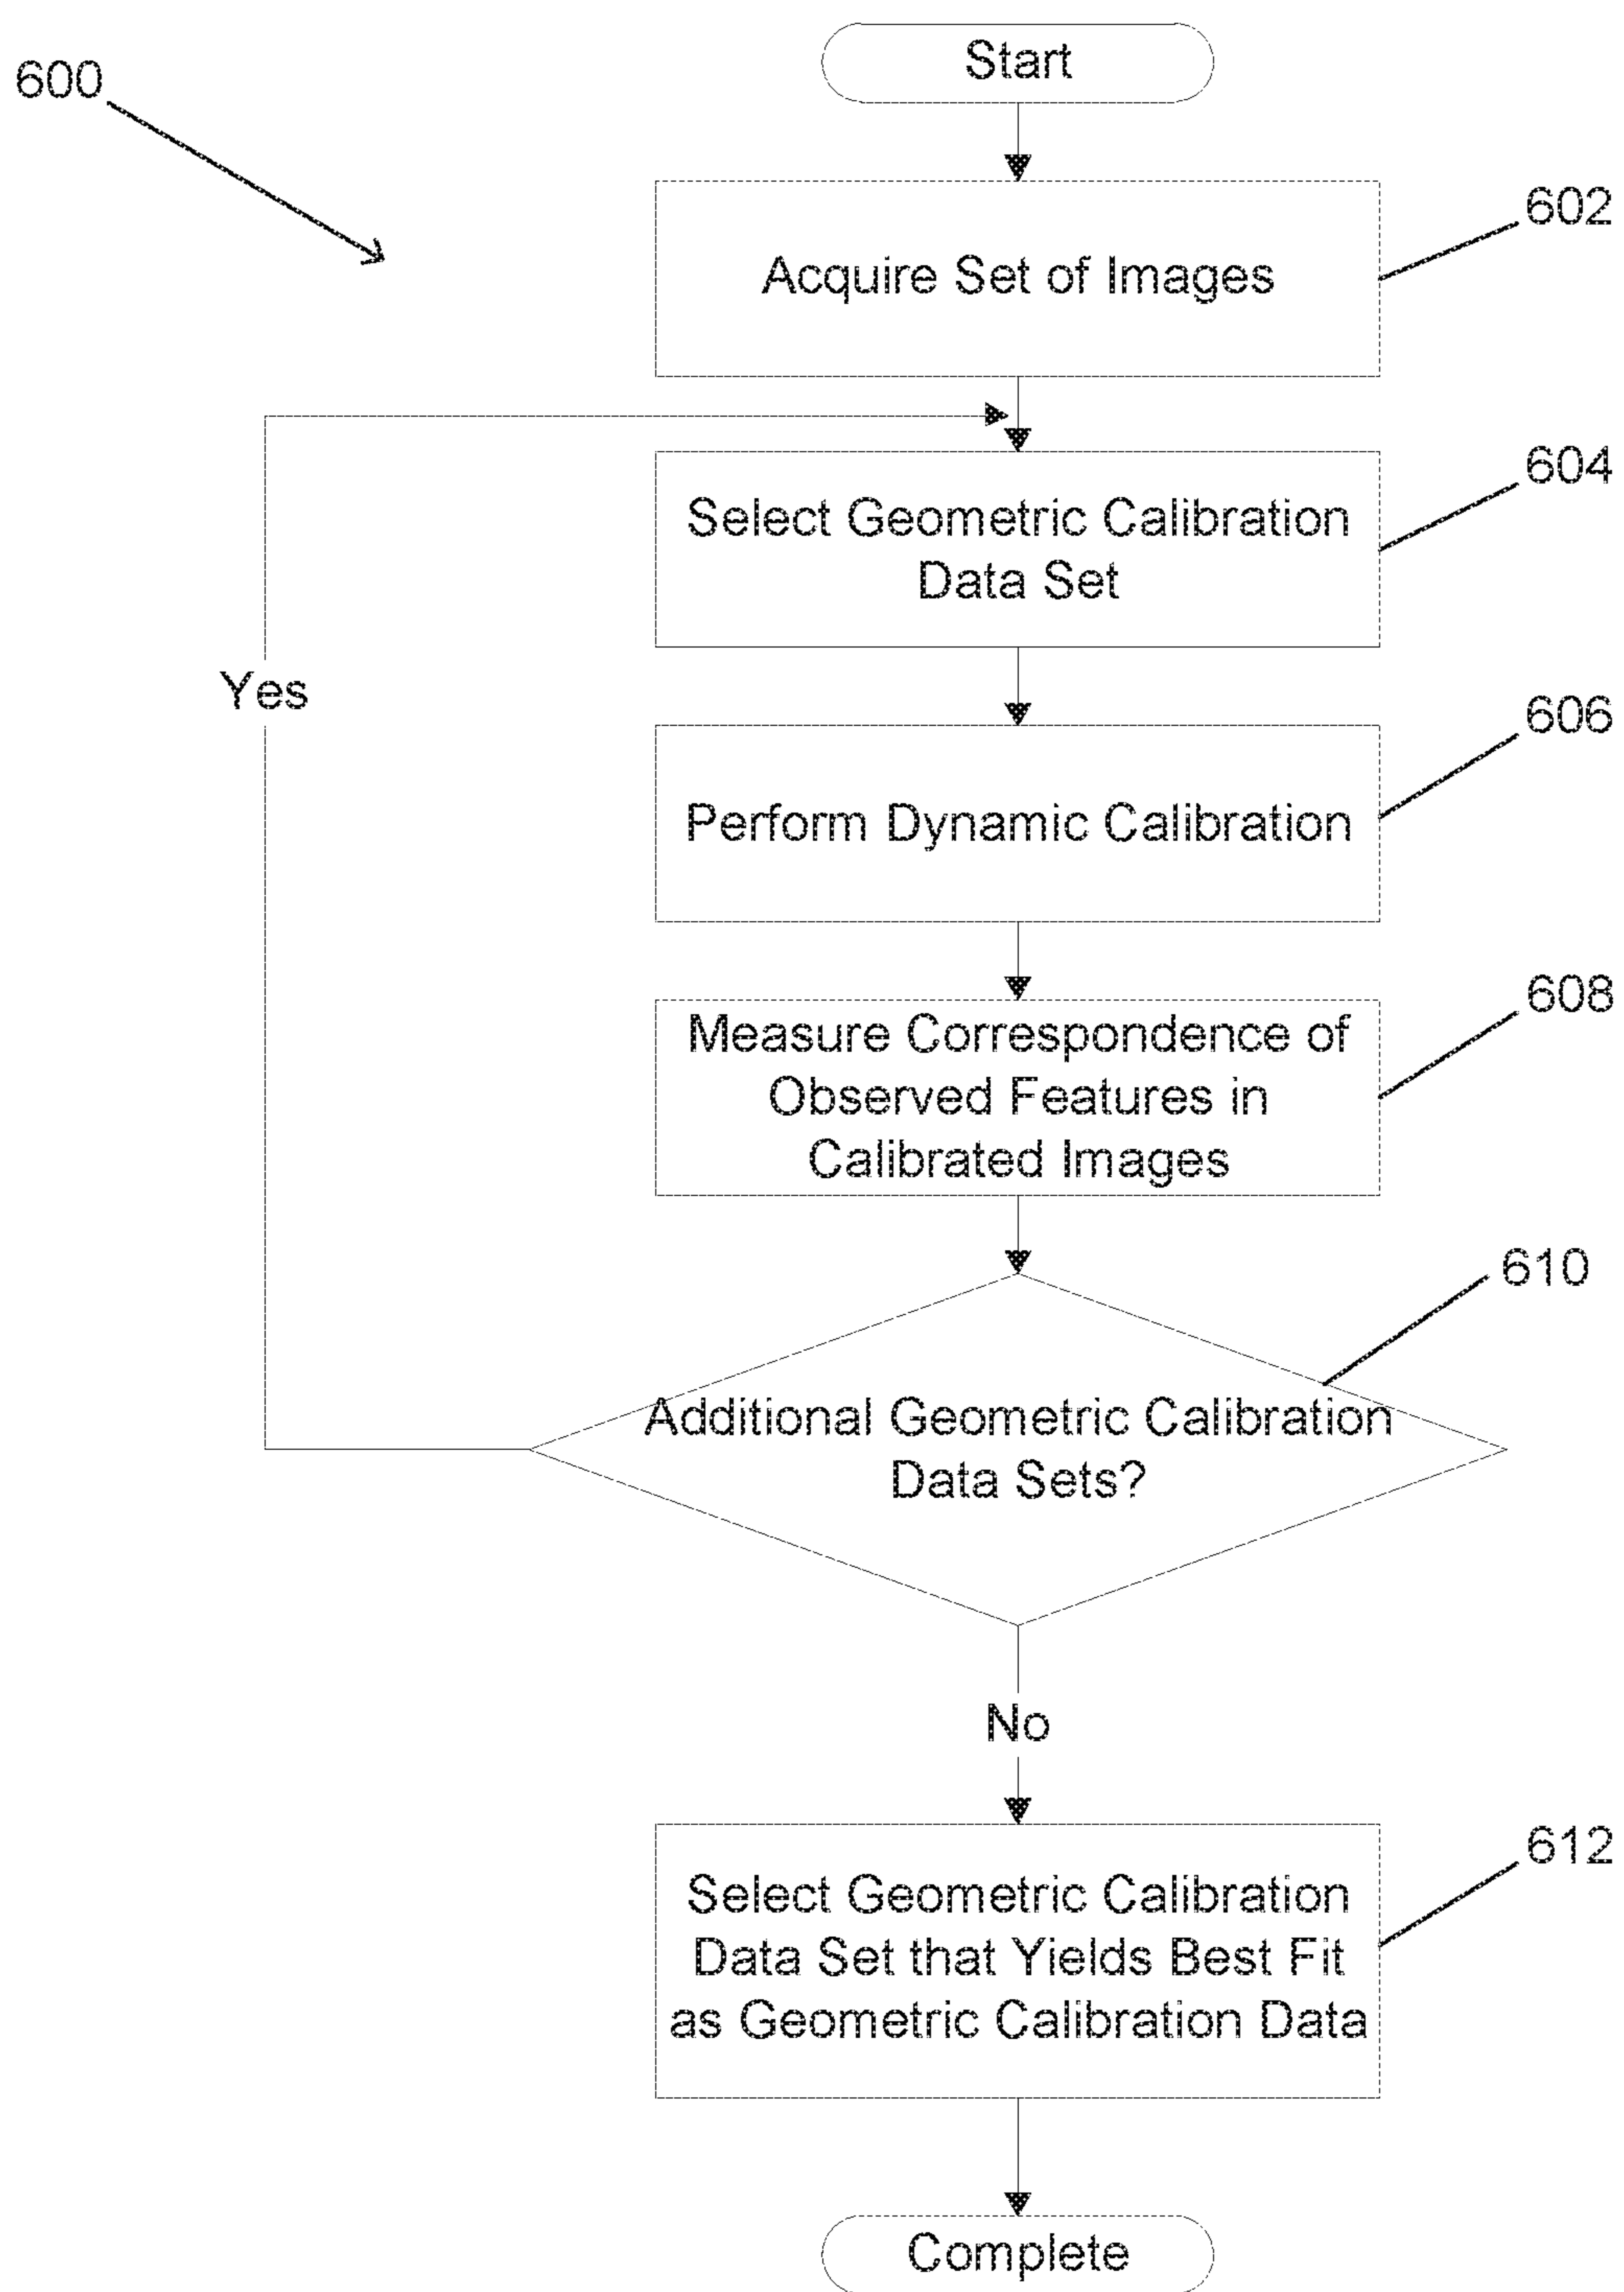 Start
600
602
Acquire Set of Images
604
Select Geometric Calibration
Data Set
Yes
606
Perform Dynamic Calibration
608
Measure Correspondence of
Observed Features in
Calibrated Images
610
Additional Geometric Calibration
Data Sets?
No
612
Select Geometric Calibration
Data Set that Yields Best Fit
as Geometric Calibration Data
Complete